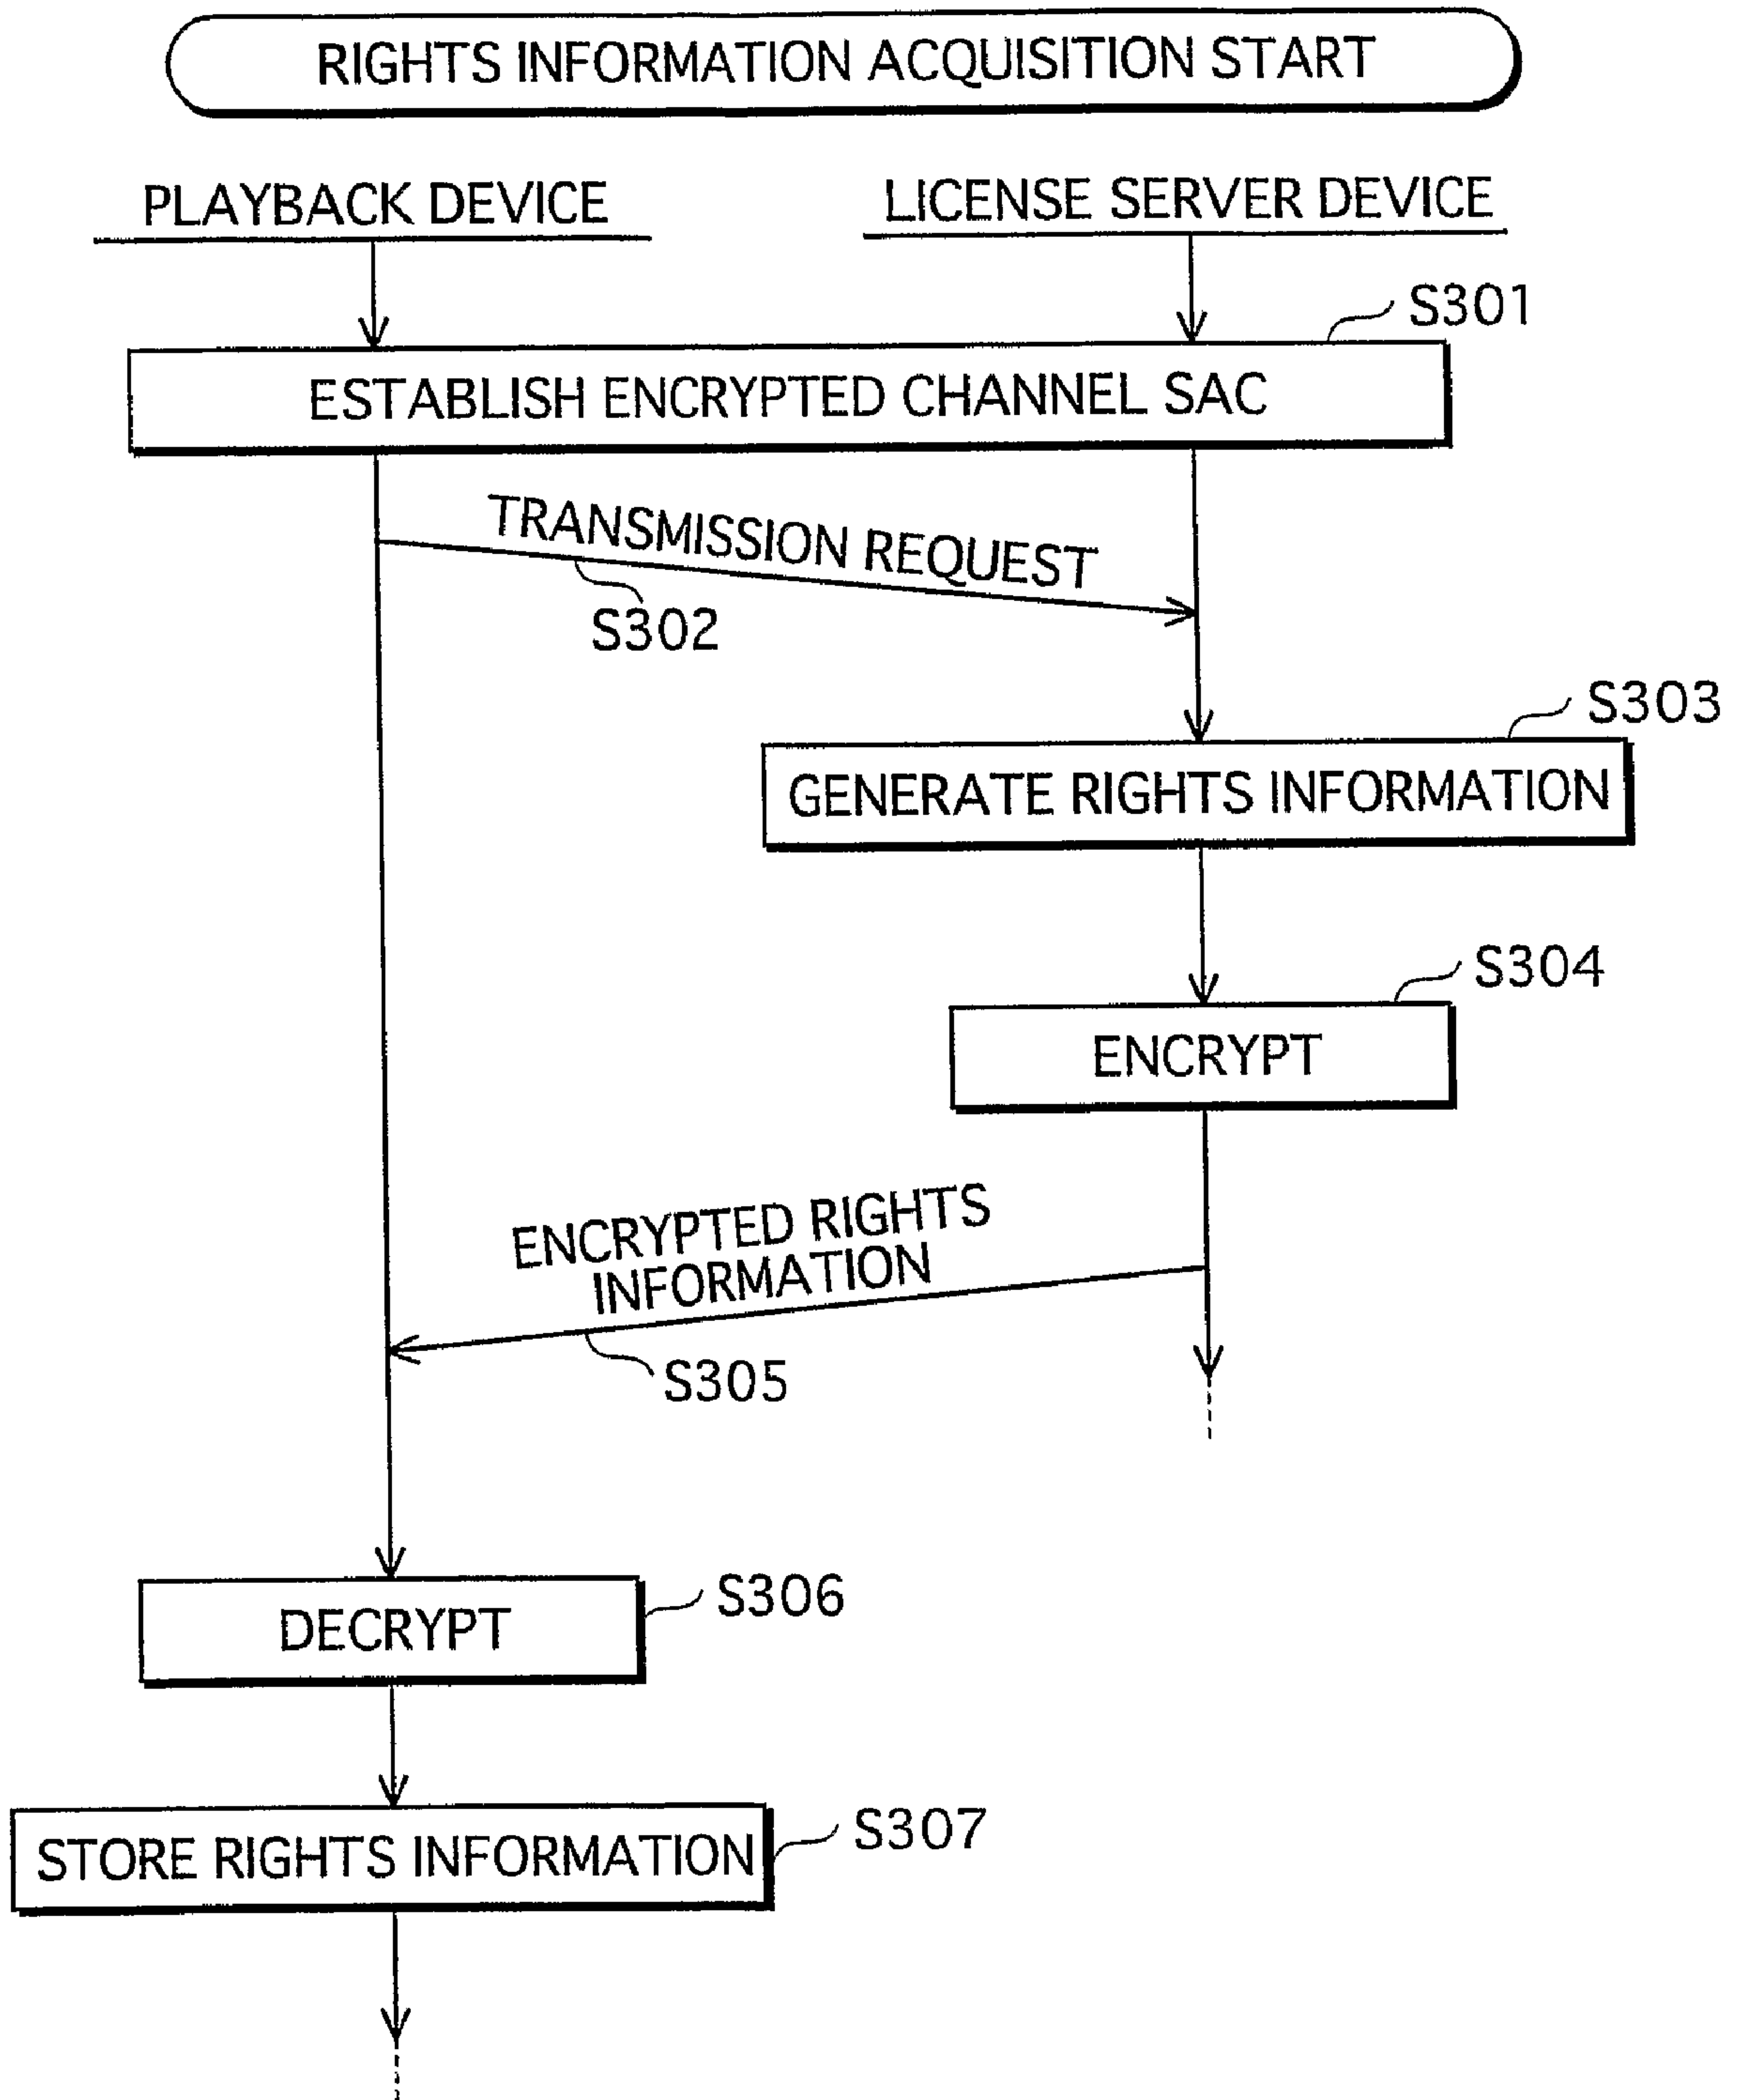 RIGHTS INFORMATION ACQUISITION START
PLAYBACK DEVICE
LICENSE SERVER DEVICE
S301
ESTABLISH ENCRYPTED CHANNEL SAC
TRANSMISSION REQUEST
S302
S303
GENERATE RIGHTS INFORMATION
S304
ENCRYPT
ENCRYPTED RIGHTS
INFORMATION
S305
S306
DECRYPT
S307
STORE RIGHTS INFORMATION